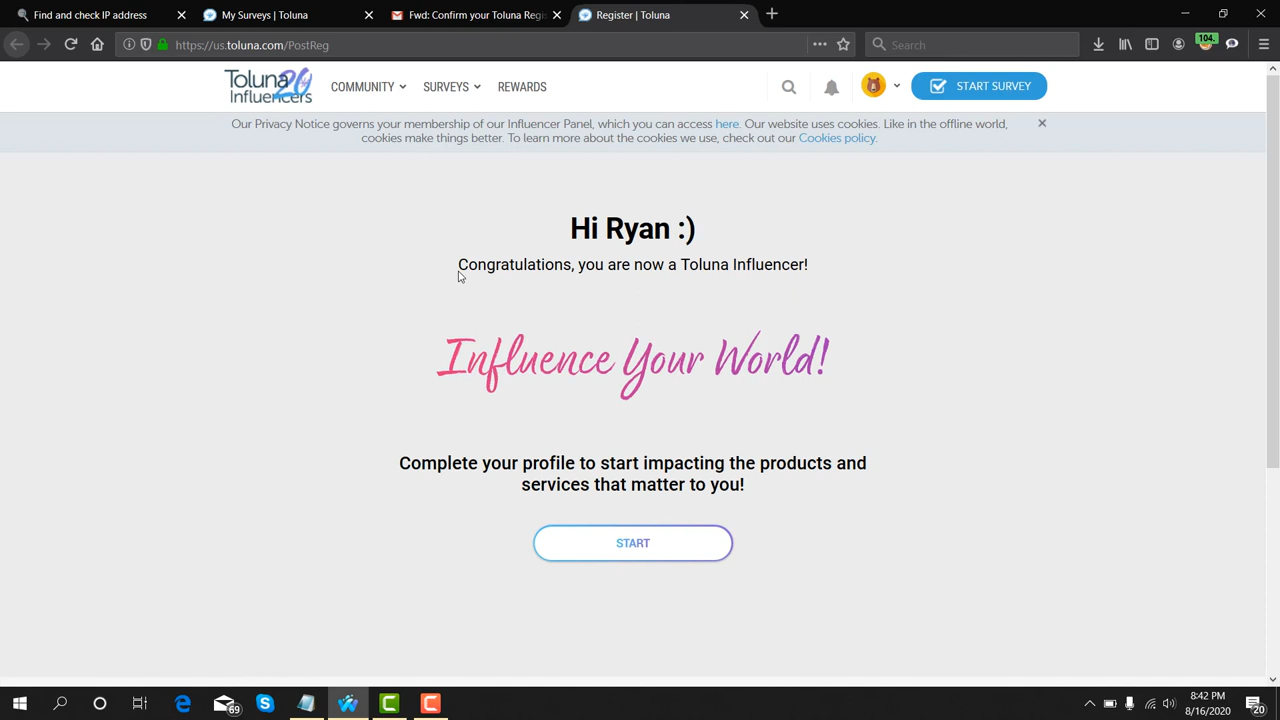 Find and check IP address
My Surveys | Toluna
Fwd: Confirm your Toluna Regi
Register | Toluna
https://us.toluna.com/PostReg
Search
104.
Toluna 20
Influencers
COMMUNITY
SURVEYS
REWARDS
START SURVEY
Our Privacy Notice governs your membership of our Influencer Panel, which you can access here. Our website uses cookies. Like in the offline world,
cookies make things better. To learn more about the cookies we use, check out our Cookies policy.
Hi Ryan :)
Congratulations, you are now a Toluna Influencer!
Influence Your World!
Complete your profile to start impacting the products and
services that matter to you!
START
69
8:42 PM
8/16/2020
20